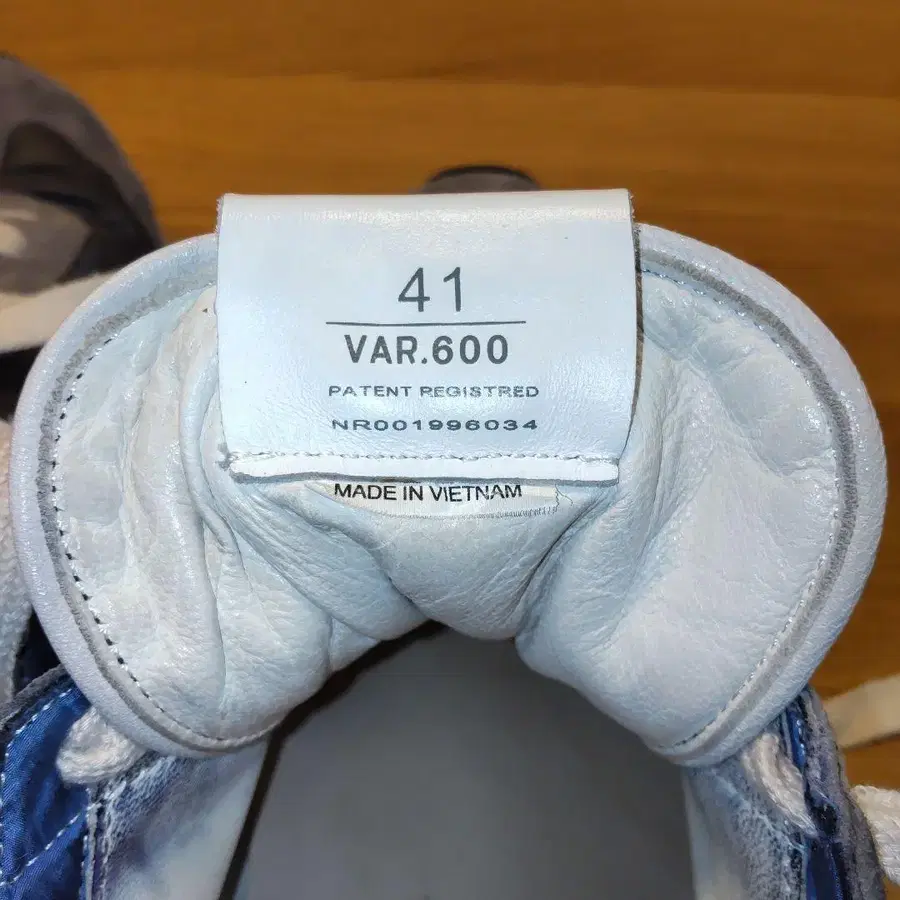 41
VAR.600
PATENT REGISTRED
NR001996034
MADE IN VIETNAM